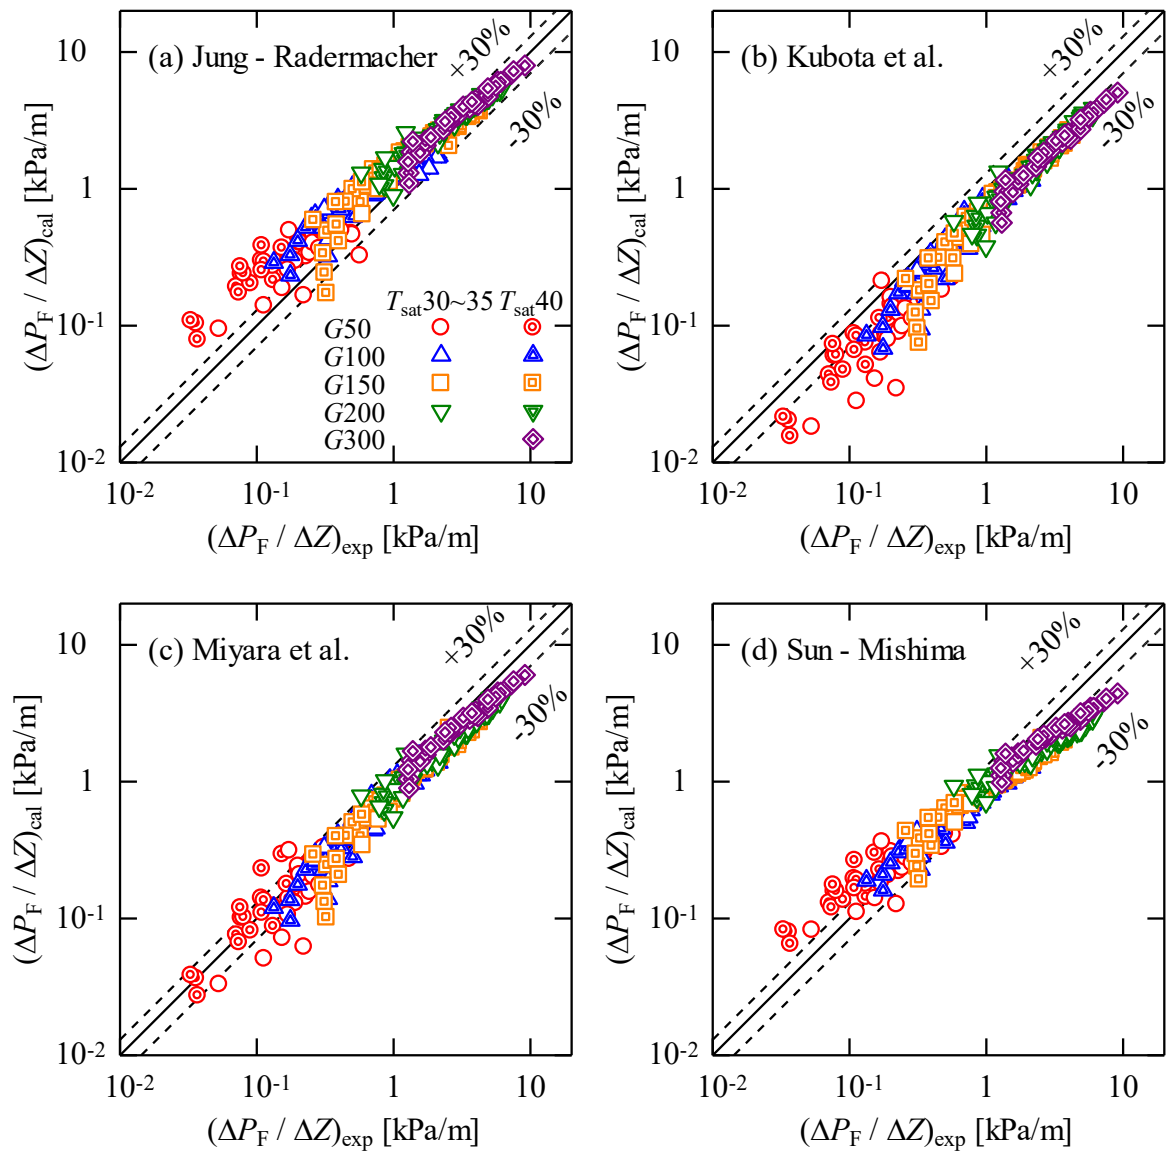 (a) Jung - Radermacher
+30%
-30%
10
1
10-1
10-2
(ΔPF / ΔZ)cal [kPa/m]
Tsat30~35 Tsat40
G50
G100
G150
G200
G300
10-2 10-1 1 10
(ΔPF / ΔZ)exp [kPa/m]
(b) Kubota et al.
+30%
-30%
10
1
10-1
10-2
(ΔPF / ΔZ)cal [kPa/m]
10-2 10-1 1 10
(ΔPF / ΔZ)exp [kPa/m]
(c) Miyara et al.
+30%
-30%
10
1
10-1
10-2
(ΔPF / ΔZ)cal [kPa/m]
10-2 10-1 1 10
(ΔPF / ΔZ)exp [kPa/m]
(d) Sun - Mishima
+30%
-30%
10
1
10-1
10-2
(ΔPF / ΔZ)cal [kPa/m]
10-2 10-1 1 10
(ΔPF / ΔZ)exp [kPa/m]